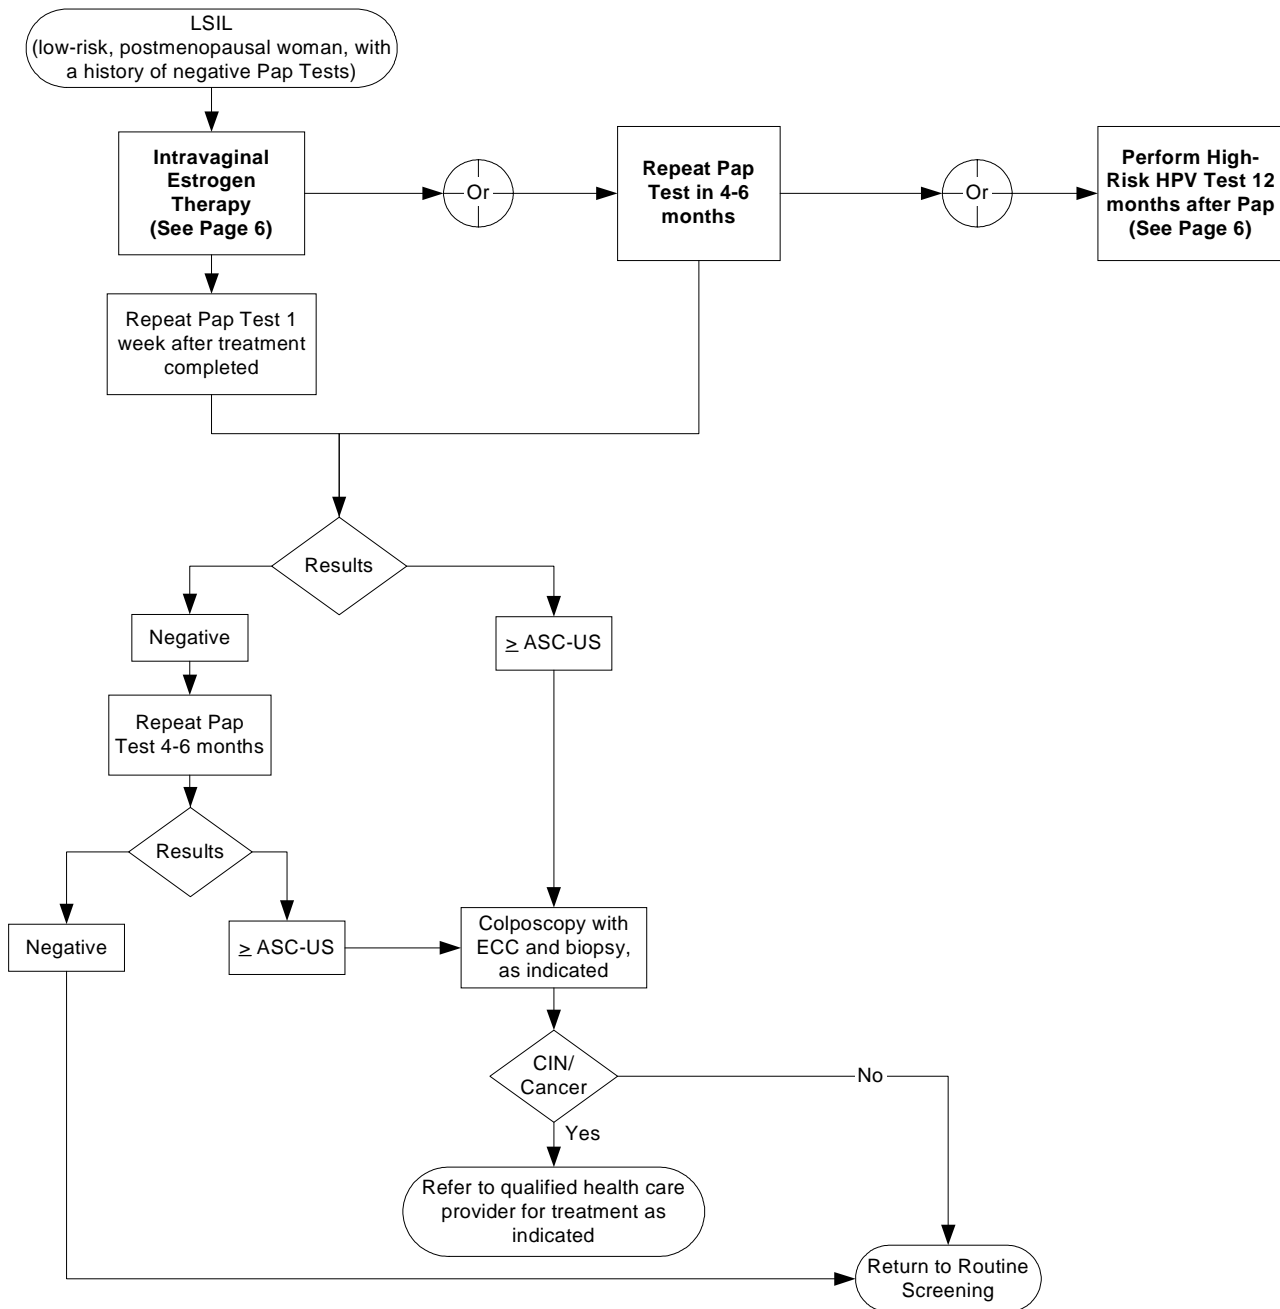 LSIL
(low-risk, postmenopausal woman, with
a history of negative Pap Tests)
Intravaginal
Estrogen
Therapy
(See Page 6)
Or
Repeat Pap
Test in 4-6
months
Or
Perform High-
Risk HPV Test 12
months after Pap
(See Page 6)
Repeat Pap Test 1
week after treatment
completed
Results
Negative
≥ ASC-US
Repeat Pap
Test 4-6 months
Results
Negative
≥ ASC-US
Colposcopy with
ECC and biopsy,
as indicated
CIN/
Cancer
No
Yes
Refer to qualified health care
provider for treatment as
indicated
Return to Routine
Screening